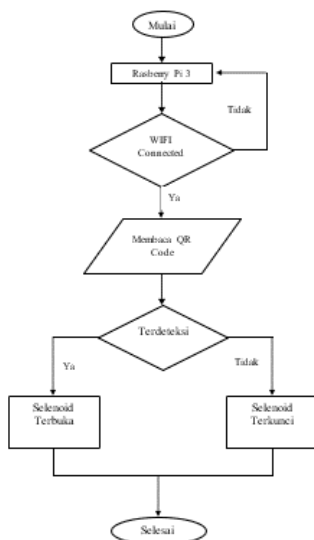 Mulai
Rasberry Pi 3
Tidak
WIFI
Connected
Ya
Membaca QR
Code
Terdeteksi
Ya
Tidak
Selenoid
Terbuka
Selenoid
Terkunci
Selesai